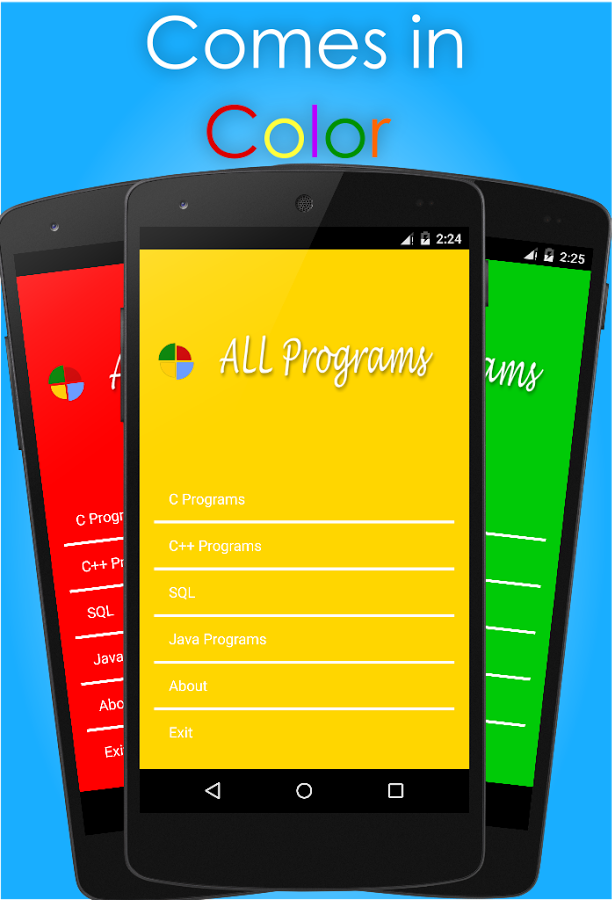 Comes in
Color
2:24
2:25
ALL Programs
C Programs
C++ Programs
SQL
Java Programs
About
Exit
A
C Progr
C++ Pr
SQL
Java
Abo
Exi
ams